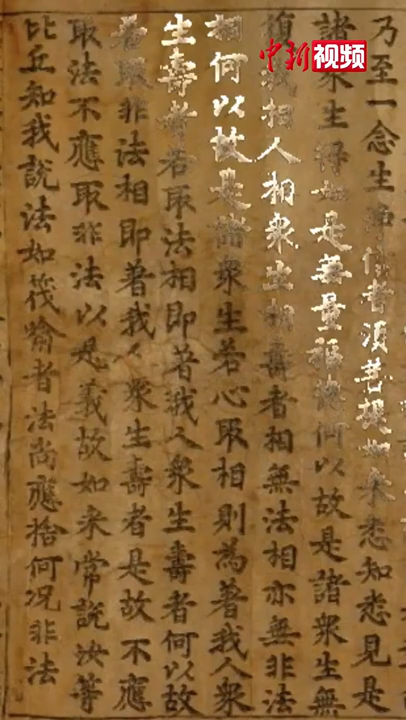 中新视频
乃至一念生淨信者須菩提如來悉知悉見是
諸衆生得如是無量福德何以故是諸衆生無
復我相人相衆生相壽者相無法相亦無非法
相何以故是諸衆生若心取相則為著我人衆
生壽者若取法相即著我人衆生壽者何以故
若取非法相即著我人衆生壽者是故不應
取法不應取非法以是義故如来常說汝等
比丘知我說法如筏喻者法尚應捨何況非法